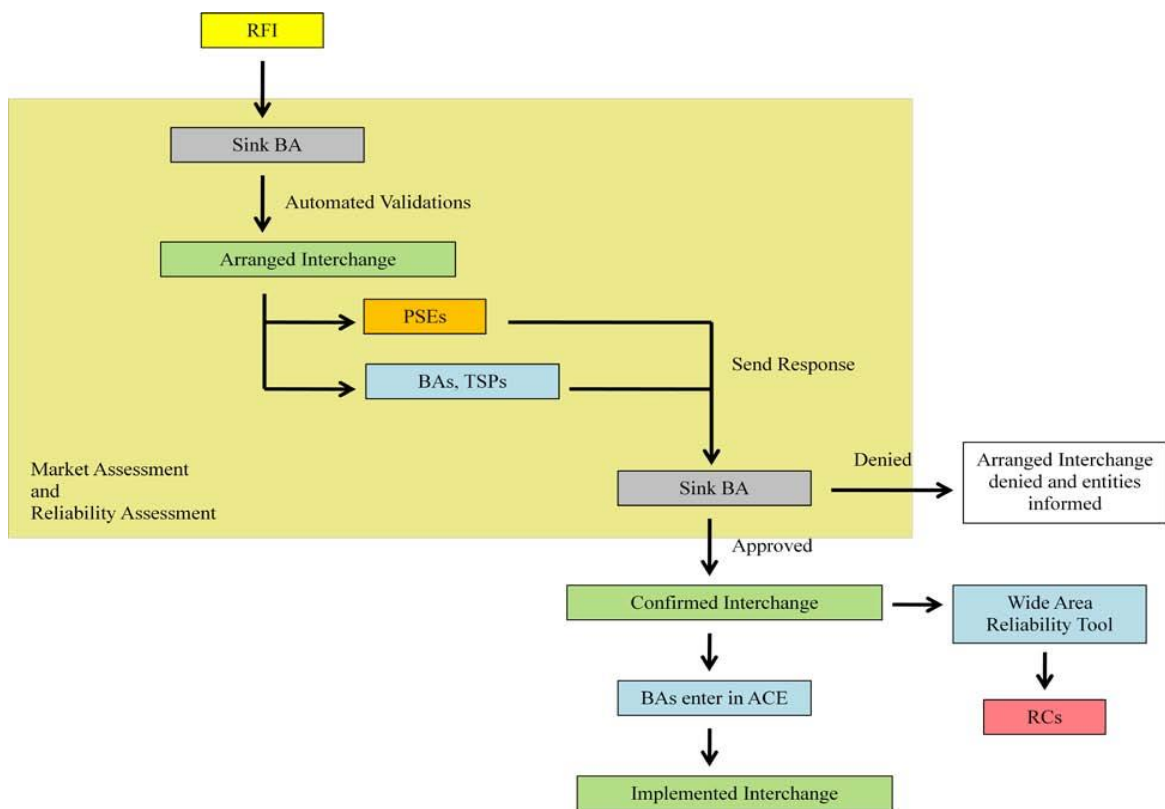 RFI
Sink BA
Automated Validations
Arranged Interchange
PSEs
BAs, TSPs
Send Response
Market Assessment
and
Reliability Assessment
Sink BA
Denied
Arranged Interchange
denied and entities
informed
Approved
Confirmed Interchange
Wide Area
Reliability Tool
BAs enter in ACE
RCs
Implemented Interchange